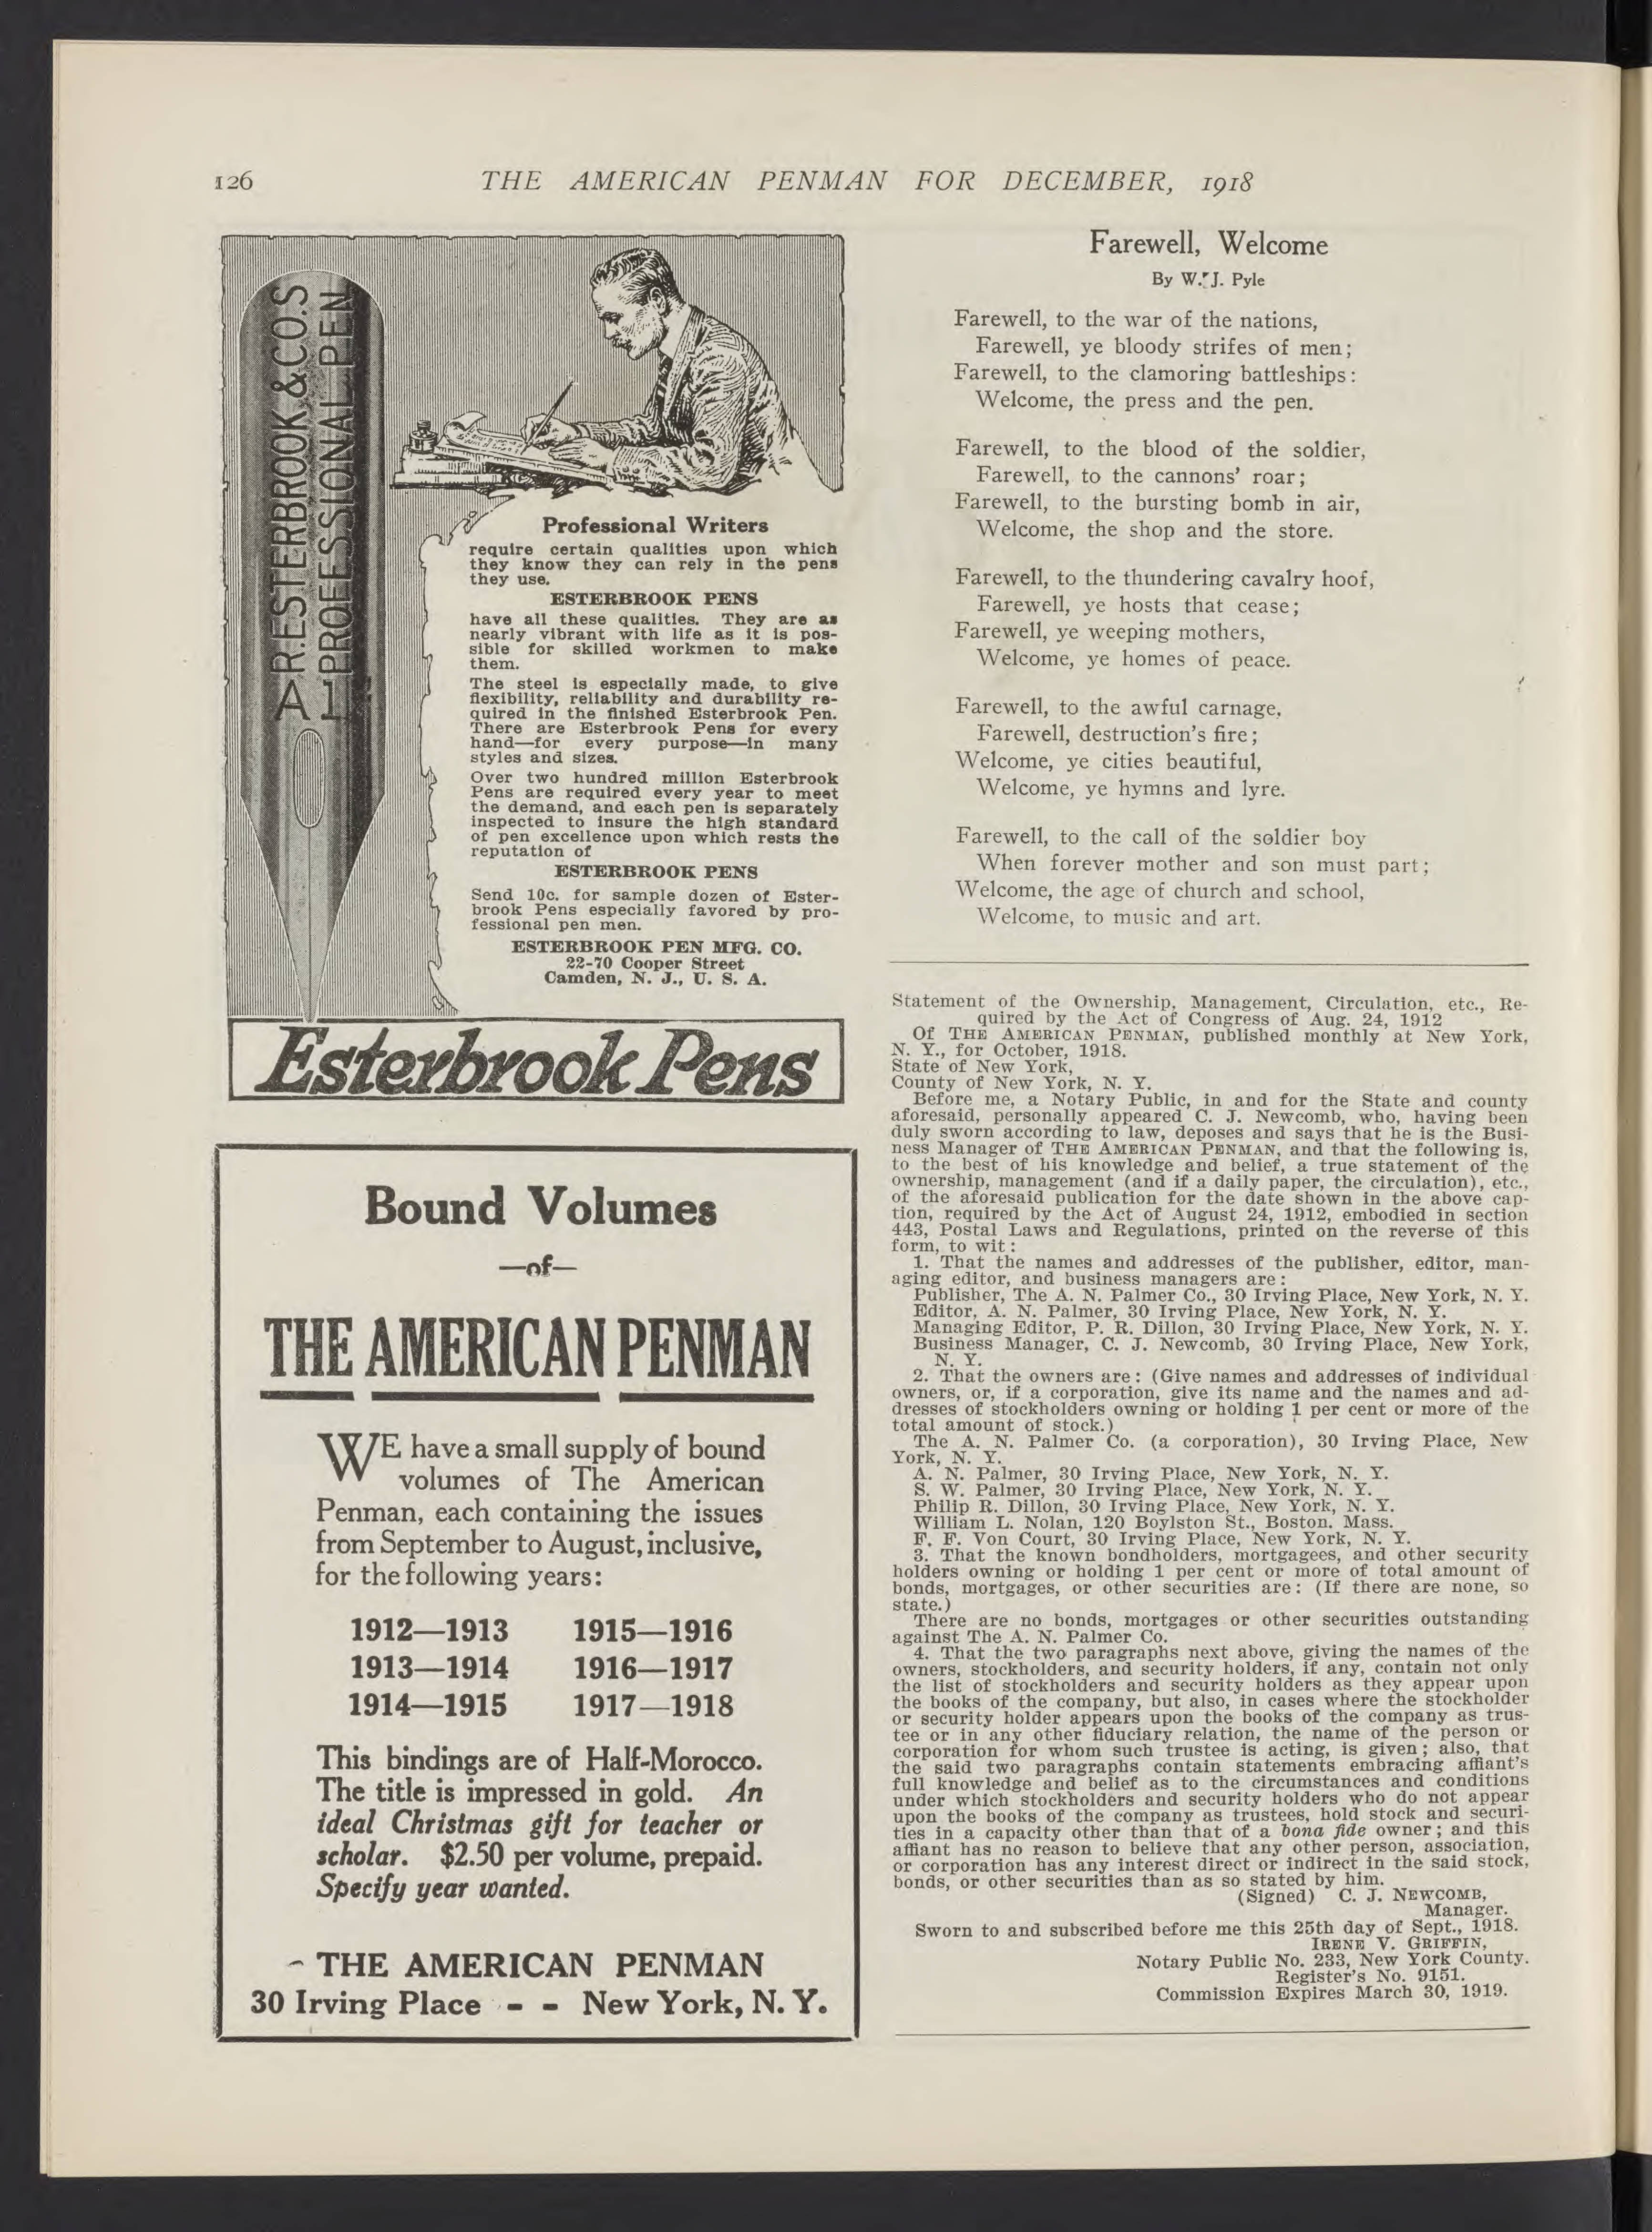 126
THE AMERICAN PENMAN FOR DECEMBER, 1918
R. ESTERBROOK & CO.S
A 1 PROFESSIONAL PEN
Professional Writers
require certain qualities upon which
they know they can rely in the pens
they use.
ESTERBROOK PENS
have all these qualities. They are as
nearly vibrant with life as it is pos-
sible for skilled workmen to make
them.
The steel is especially made, to give
flexibility, reliability and durability re-
quired in the finished Esterbrook Pen.
There are Esterbrook Pens for every
hand—for every purpose—in many
styles and sizes.
Over two hundred million Esterbrook
Pens are required every year to meet
the demand, and each pen is separately
inspected to insure the high standard
of pen excellence upon which rests the
reputation of
ESTERBROOK PENS
Send 10c. for sample dozen of Ester-
brook Pens especially favored by pro-
fessional pen men.
ESTERBROOK PEN MFG. CO.
22-70 Cooper Street
Camden, N. J., U. S. A.
Esterbrook Pens
Bound Volumes
—of—
THE AMERICAN PENMAN
WE have a small supply of bound
volumes of The American
Penman, each containing the issues
from September to August, inclusive,
for the following years:
1912—1913 1915—1916
1913—1914 1916—1917
1914—1915 1917—1918
This bindings are of Half-Morocco.
The title is impressed in gold. An
ideal Christmas gift for teacher or
scholar. $2.50 per volume, prepaid.
Specify year wanted.
THE AMERICAN PENMAN
30 Irving Place - - New York, N. Y.
Farewell, Welcome
By W. J. Pyle
Farewell, to the war of the nations,
Farewell, ye bloody strifes of men;
Farewell, to the clamoring battleships:
Welcome, the press and the pen.
Farewell, to the blood of the soldier,
Farewell, to the cannons' roar;
Farewell, to the bursting bomb in air,
Welcome, the shop and the store.
Farewell, to the thundering cavalry hoof,
Farewell, ye hosts that cease;
Farewell, ye weeping mothers,
Welcome, ye homes of peace.
Farewell, to the awful carnage,
Farewell, destruction's fire;
Welcome, ye cities beautiful,
Welcome, ye hymns and lyre.
Farewell, to the call of the soldier boy
When forever mother and son must part;
Welcome, the age of church and school,
Welcome, to music and art.
Statement of the Ownership, Management, Circulation, etc., Re-
quired by the Act of Congress of Aug. 24, 1912
Of THE AMERICAN PENMAN, published monthly at New York,
N. Y., for October, 1918.
State of New York,
County of New York, N. Y.
Before me, a Notary Public, in and for the State and county
aforesaid, personally appeared C. J. Newcomb, who, having been
duly sworn according to law, deposes and says that he is the Busi-
ness Manager of THE AMERICAN PENMAN, and that the following is,
to the best of his knowledge and belief, a true statement of the
ownership, management (and if a daily paper, the circulation), etc.,
of the aforesaid publication for the date shown in the above cap-
tion, required by the Act of August 24, 1912, embodied in section
443, Postal Laws and Regulations, printed on the reverse of this
form, to wit:
1. That the names and addresses of the publisher, editor, man-
aging editor, and business managers are:
Publisher, The A. N. Palmer Co., 30 Irving Place, New York, N. Y.
Editor, A. N. Palmer, 30 Irving Place, New York, N. Y.
Managing Editor, P. R. Dillon, 30 Irving Place, New York, N. Y.
Business Manager, C. J. Newcomb, 30 Irving Place, New York,
N. Y.
2. That the owners are: (Give names and addresses of individual
owners, or, if a corporation, give its name and the names and ad-
dresses of stockholders owning or holding 1 per cent or more of the
total amount of stock.)
The A. N. Palmer Co. (a corporation), 30 Irving Place, New
York, N. Y.
A. N. Palmer, 30 Irving Place, New York, N. Y.
S. W. Palmer, 30 Irving Place, New York, N. Y.
Philip R. Dillon, 30 Irving Place, New York, N. Y.
William L. Nolan, 120 Boylston St., Boston. Mass.
F. F. Von Court, 30 Irving Place, New York, N. Y.
3. That the known bondholders, mortgagees, and other security
holders owning or holding 1 per cent or more of total amount of
bonds, mortgages, or other securities are: (If there are none, so
state.)
There are no bonds, mortgages or other securities outstanding
against The A. N. Palmer Co.
4. That the two paragraphs next above, giving the names of the
owners, stockholders, and security holders, if any, contain not only
the list of stockholders and security holders as they appear upon
the books of the company, but also, in cases where the stockholder
or security holder appears upon the books of the company as trus-
tee or in any other fiduciary relation, the name of the person or
corporation for whom such trustee is acting, is given; also, that
the said two paragraphs contain statements embracing affiant's
full knowledge and belief as to the circumstances and conditions
under which stockholders and security holders who do not appear
upon the books of the company as trustees, hold stock and securi-
ties in a capacity other than that of a bona fide owner; and this
affiant has no reason to believe that any other person, association,
or corporation has any interest direct or indirect in the said stock,
bonds, or other securities than as so stated by him.
(Signed) C. J. NEWCOMB,
Manager.
Sworn to and subscribed before me this 25th day of Sept., 1918.
IRENE V. GRIFFIN,
Notary Public No. 233, New York County.
Register's No. 9151.
Commission Expires March 30, 1919.